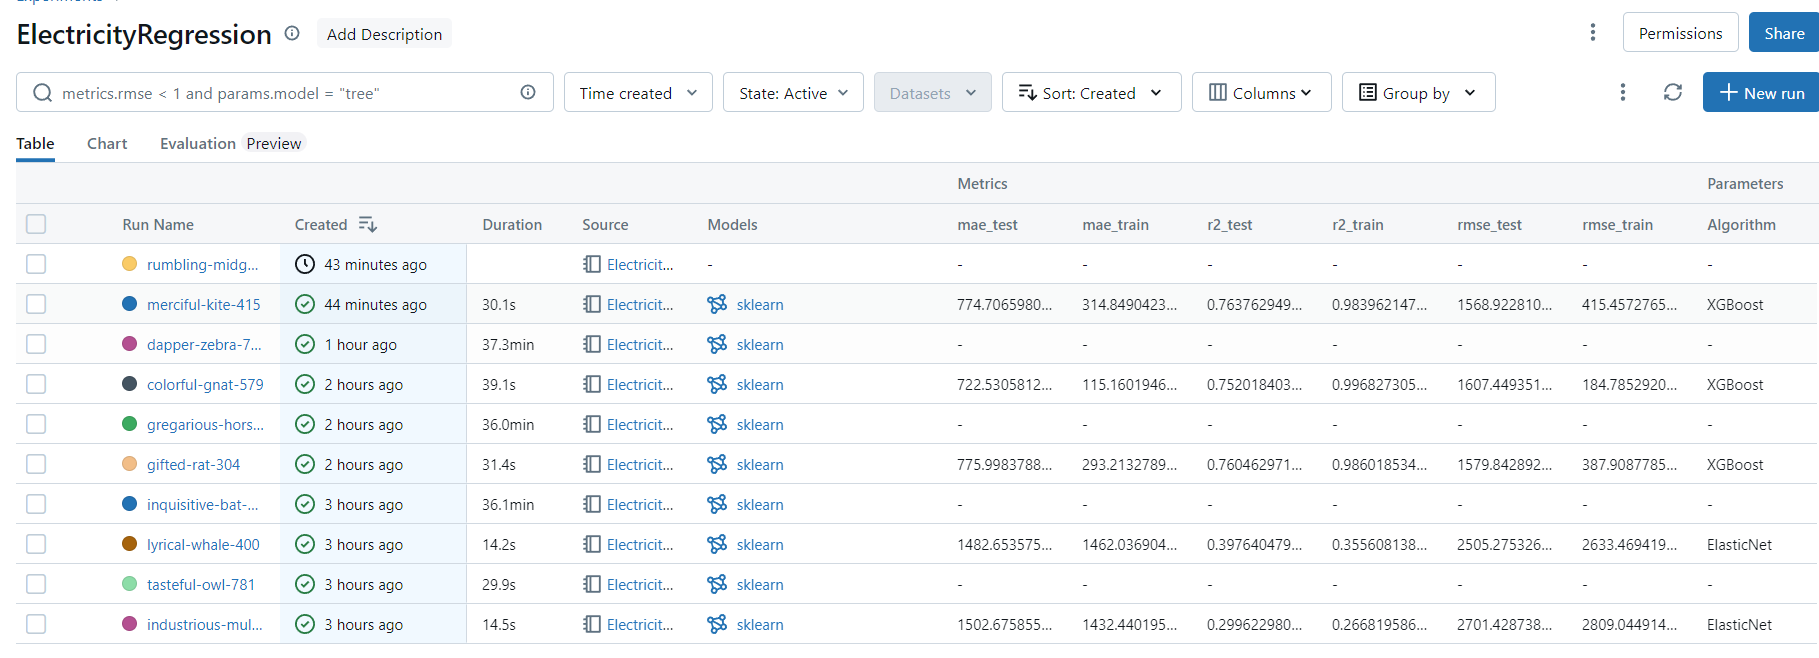 ElectricityRegression Add Description Permissions Share
metrics.rmse < 1 and params.model = "tree" Time created State: Active Datasets Sort: Created Columns Group by New run
Table Chart Evaluation Preview
Metrics Parameters
Run Name Created Duration Source Models mae_test mae_train r2_test r2_train rmse_test rmse_train Algorithm
rumbling-midg... 43 minutes ago Electricit... - - - - - - - -
merciful-kite-415 44 minutes ago 30.1s Electricit... sklearn 774.7065980... 314.8490423... 0.763762949... 0.983962147... 1568.922810... 415.4572765... XGBoost
dapper-zebra-7... 1 hour ago 37.3min Electricit... sklearn - - - - - - -
colorful-gnat-579 2 hours ago 39.1s Electricit... sklearn 722.5305812... 115.1601946... 0.752018403... 0.996827305... 1607.449351... 184.7852920... XGBoost
gregarious-hors... 2 hours ago 36.0min Electricit... sklearn - - - - - - -
gifted-rat-304 2 hours ago 31.4s Electricit... sklearn 775.9983788... 293.2132789... 0.760462971... 0.986018534... 1579.842892... 387.9087785... XGBoost
inquisitive-bat-... 3 hours ago 36.1min Electricit... sklearn - - - - - - -
lyrical-whale-400 3 hours ago 14.2s Electricit... sklearn 1482.653575... 1462.036904... 0.397640479... 0.355608138... 2505.275326... 2633.469419... ElasticNet
tasteful-owl-781 3 hours ago 29.9s Electricit... sklearn - - - - - - -
industrious-mul... 3 hours ago 14.5s Electricit... sklearn 1502.675855... 1432.440195... 0.299622980... 0.266819586... 2701.428738... 2809.044914... ElasticNet